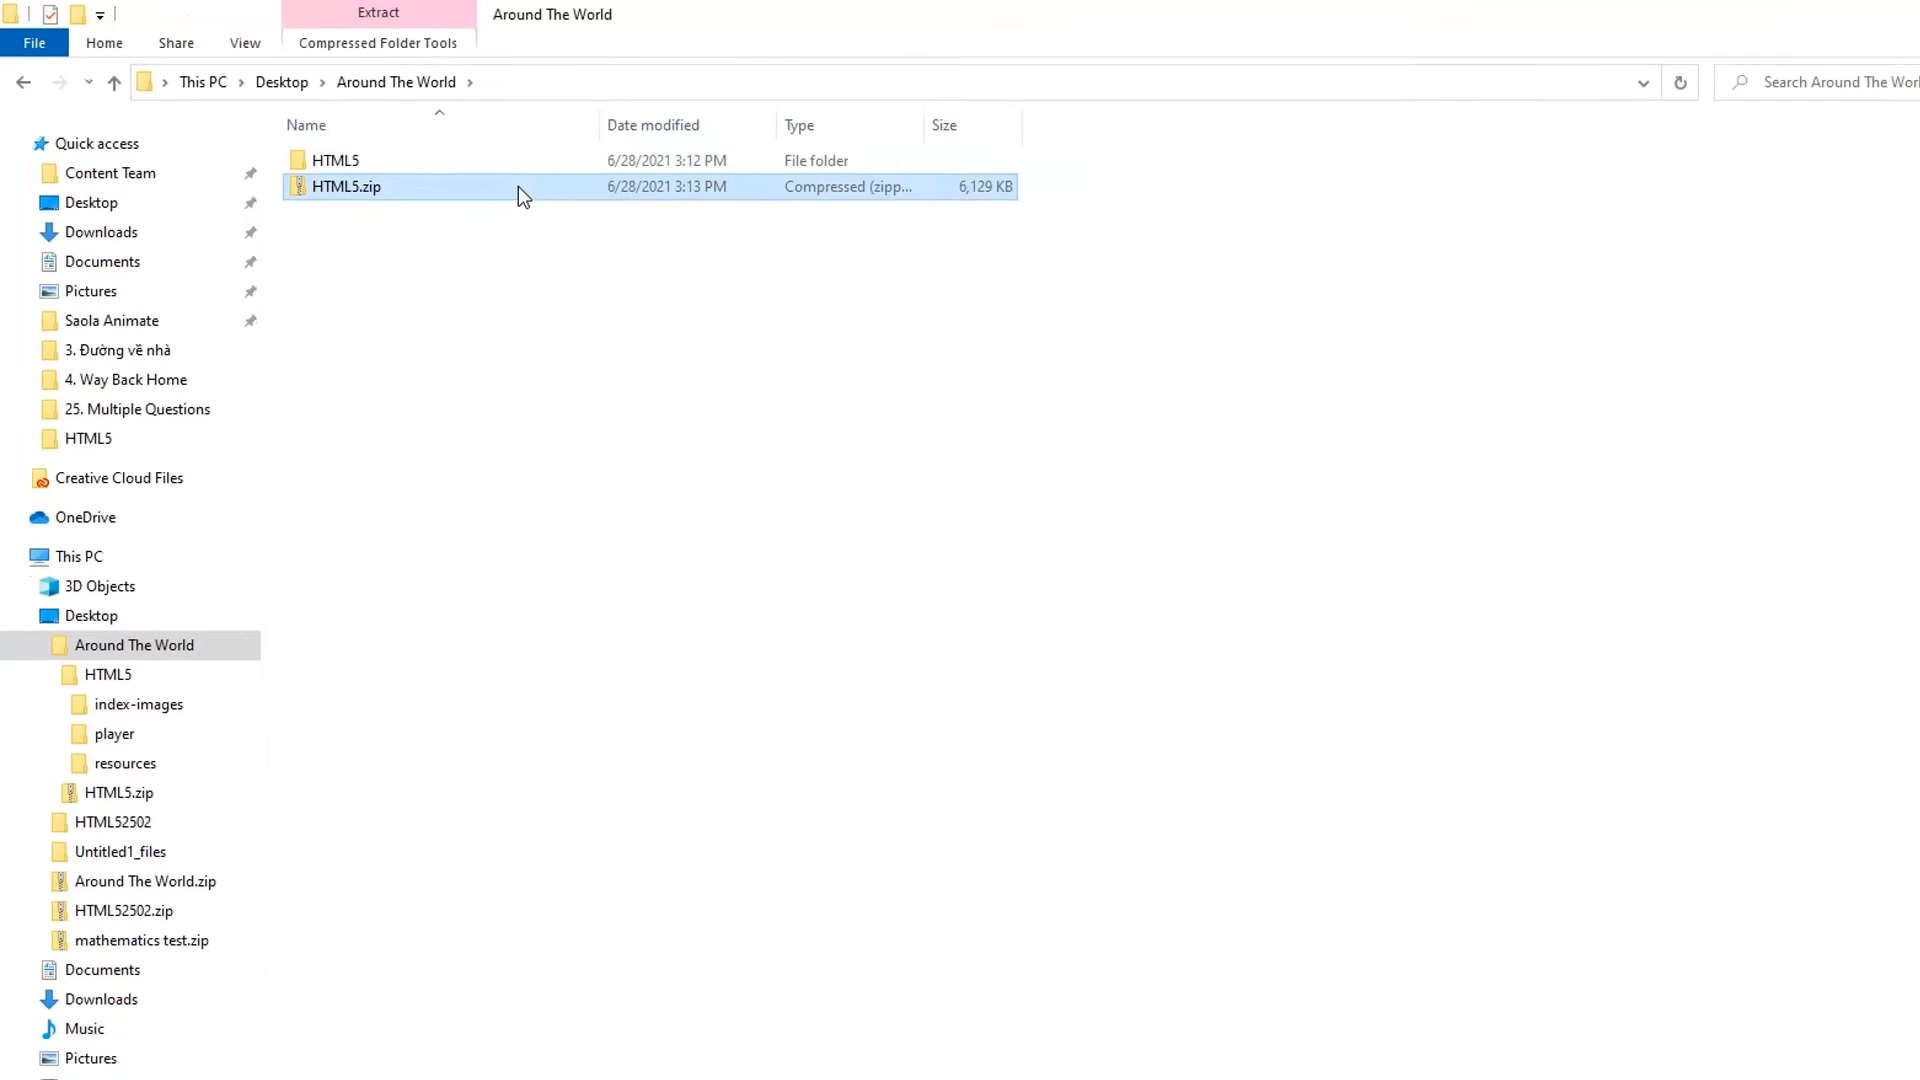 Extract
Around The World
File
Home
Share
View
Compressed Folder Tools
This PC
Desktop
Around The World
Search Around The Worl
Name
Date modified
Type
Size
HTML5
6/28/2021 3:12 PM
File folder
HTML5.zip
6/28/2021 3:13 PM
Compressed (zipp...
6,129 KB
Quick access
Content Team
Desktop
Downloads
Documents
Pictures
Saola Animate
3. Đường về nhà
4. Way Back Home
25. Multiple Questions
HTML5
Creative Cloud Files
OneDrive
This PC
3D Objects
Desktop
Around The World
HTML5
index-images
player
resources
HTML5.zip
HTML52502
Untitled1_files
Around The World.zip
HTML52502.zip
mathematics test.zip
Documents
Downloads
Music
Pictures